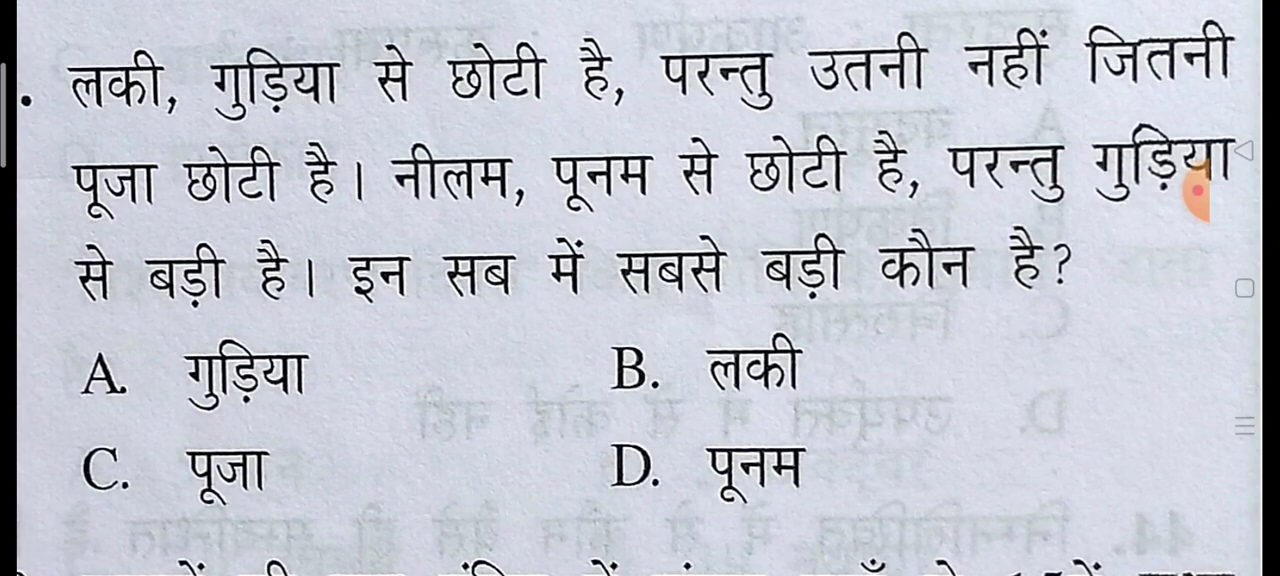 . लकी, गुड़िया से छोटी है, परन्तु उतनी नहीं जितनी
पूजा छोटी है। नीलम, पूनम से छोटी है, परन्तु गुड़िया
से बड़ी है। इन सब में सबसे बड़ी कौन है?
A. गुड़िया B. लकी
C. पूजा D. पूनम